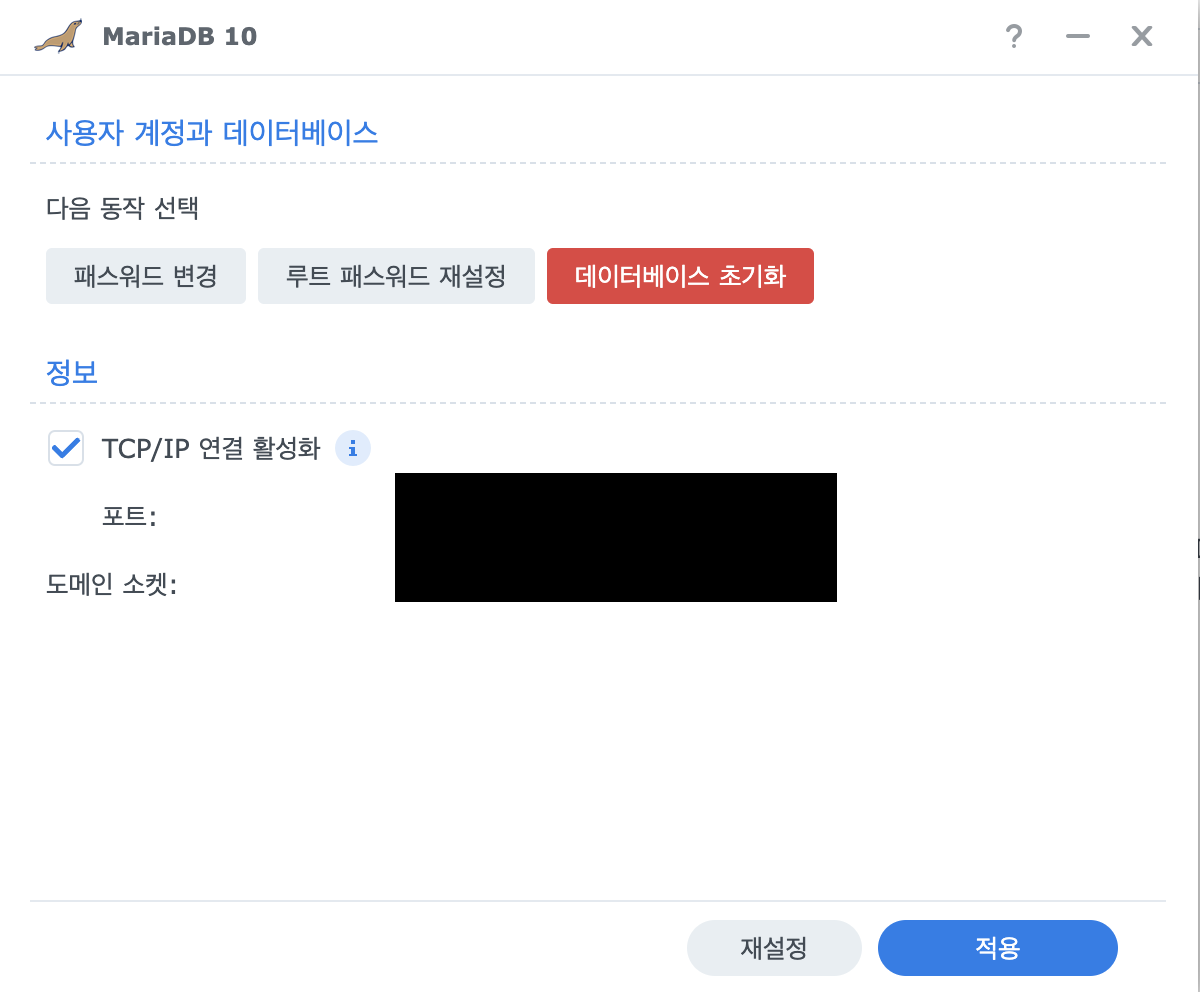 MariaDB 10
사용자 계정과 데이터베이스
다음 동작 선택
패스워드 변경 루트 패스워드 재설정 데이터베이스 초기화
정보
TCP/IP 연결 활성화
포트:
도메인 소켓:
재설정 적용